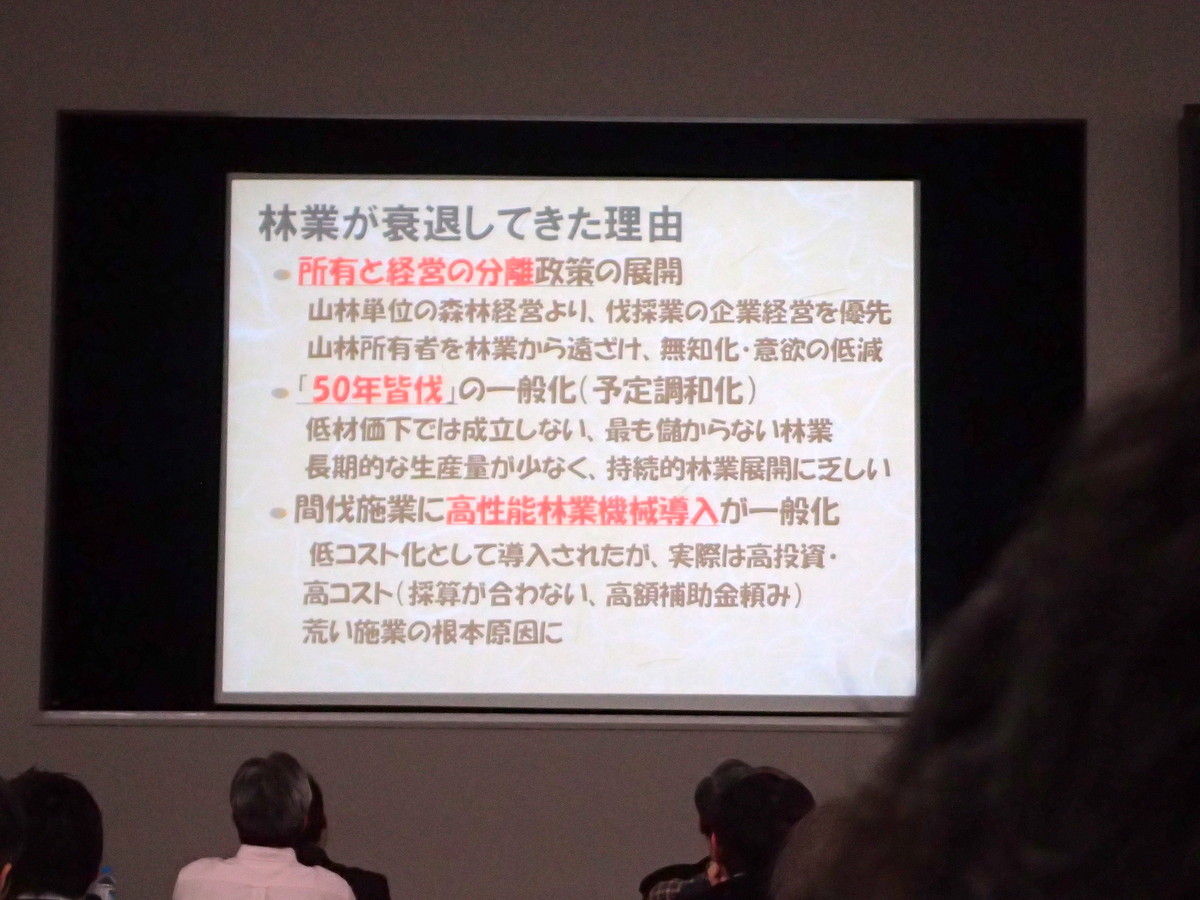 林業が衰退してきた理由
所有と経営の分離政策の展開
山林単位の森林経営より、伐採業の企業経営を優先
山林所有者を林業から遠ざけ、無知化・意欲の低減
「50年皆伐」の一般化(予定調和化)
低材価下では成立しない、最も儲からない林業
長期的な生産量が少なく、持続的林業展開に乏しい
間伐施業に高性能林業機械導入が一般化
低コスト化として導入されたが、実際は高投資・
高コスト(採算が合わない、高額補助金頼み)
荒い施業の根本原因に